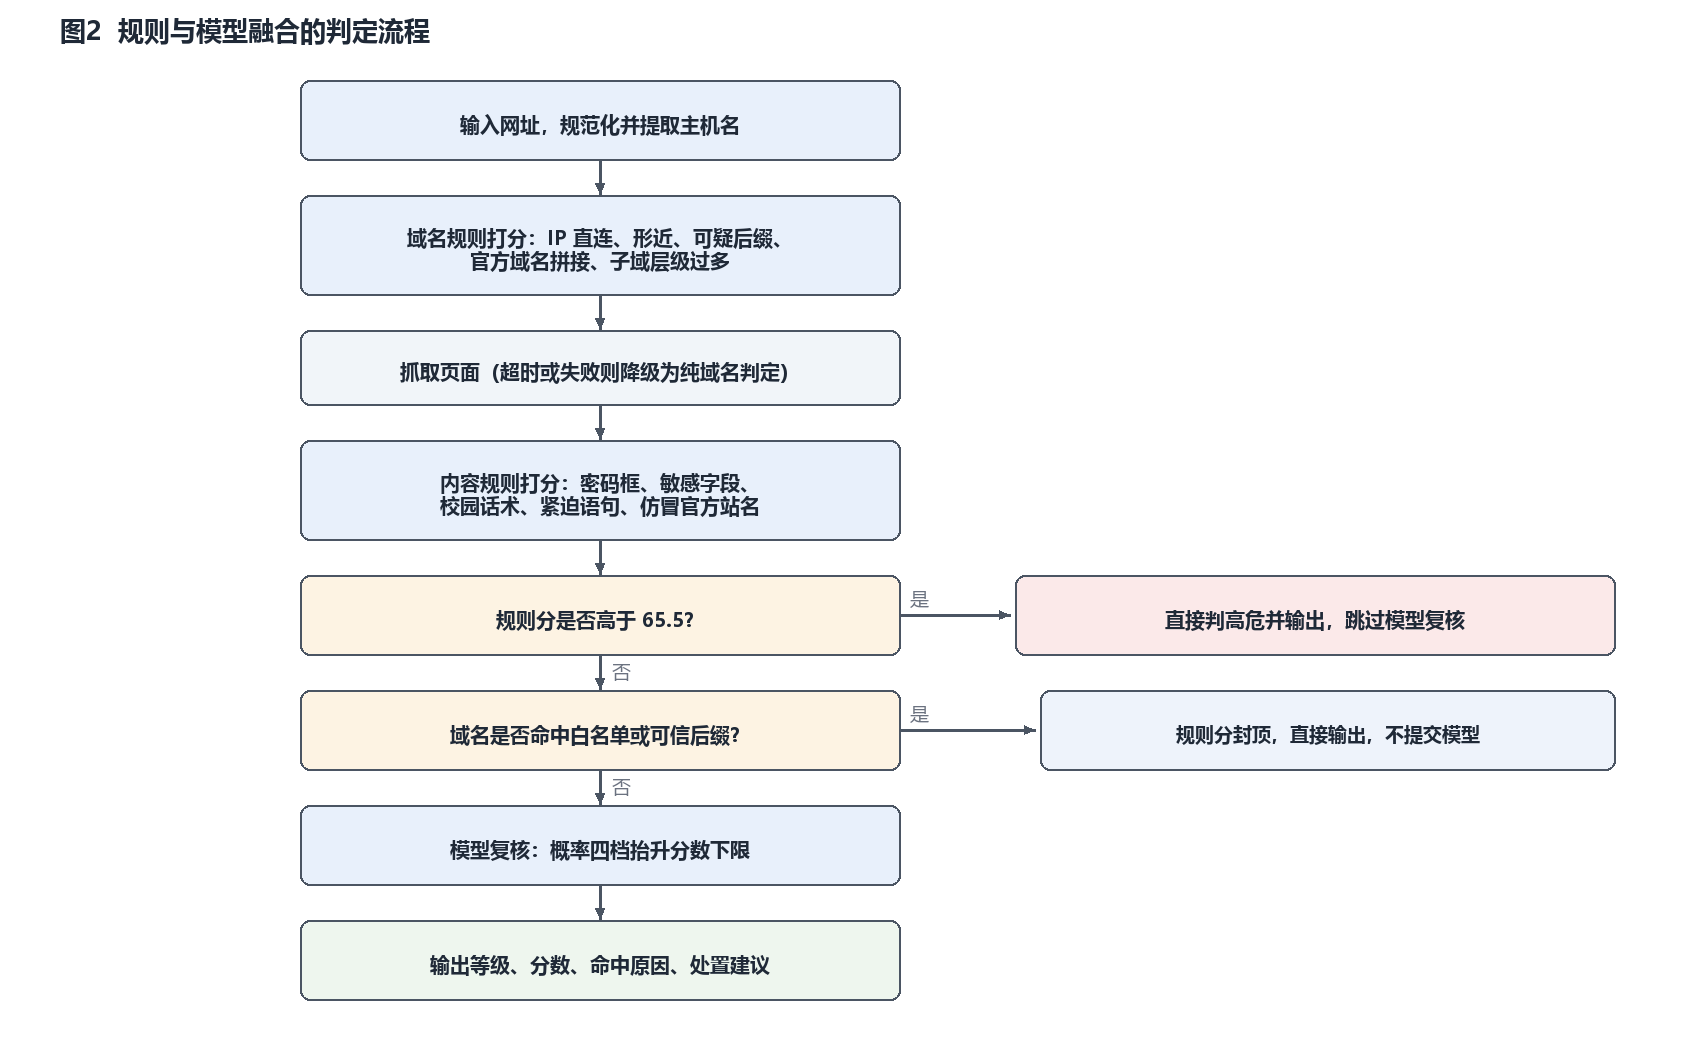 图2 规则与模型融合的判定流程
输入网址，规范化并提取主机名
域名规则打分：IP 直连、形近、可疑后缀、
官方域名拼接、子域层级过多
抓取页面（超时或失败则降级为纯域名判定）
内容规则打分：密码框、敏感字段、
校园话术、紧迫语句、仿冒官方站名
规则分是否高于 65.5?
是
直接判高危并输出，跳过模型复核
否
域名是否命中白名单或可信后缀?
是
规则分封顶，直接输出，不提交模型
否
模型复核：概率四档抬升分数下限
输出等级、分数、命中原因、处置建议